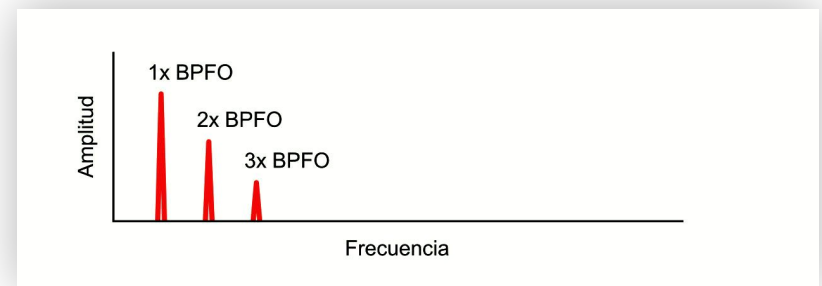 1x BPFO
2x BPFO
3x BPFO
Amplitud
Frecuencia